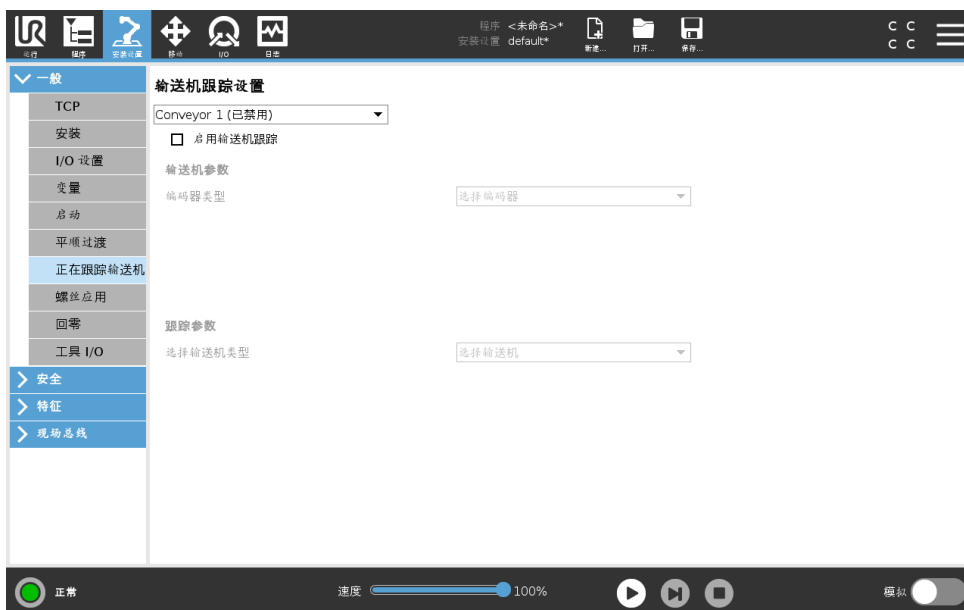 UR
运行
程序
安装设置
移动
I/O
日志
程序 <未命名>*
安装设置 default*
新建...
打开...
保存...
C C
C C
一般
TCP
安装
I/O 设置
变量
启动
平顺过渡
正在跟踪输送机
螺丝应用
回零
工具 I/O
安全
特征
现场总线
输送机跟踪设置
Conveyor 1 (已禁用)
启用输送机跟踪
输送机参数
编码器类型
选择编码器
跟踪参数
选择输送机类型
选择输送机
正常
速度
100%
模拟